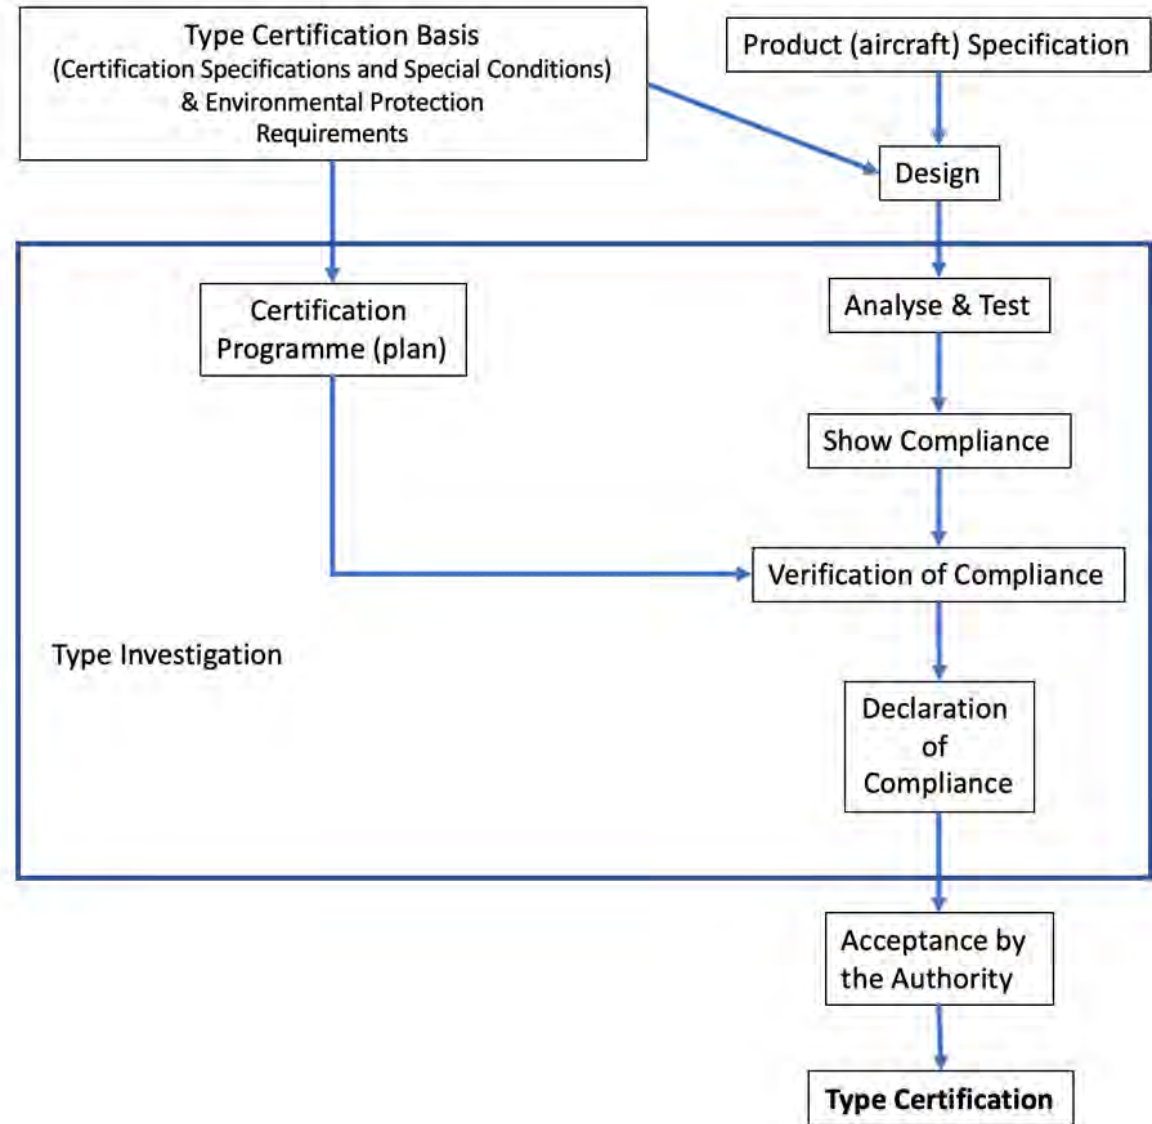 Type Certification Basis
(Certification Specifications and Special Conditions)
& Environmental Protection
Requirements
Product (aircraft) Specification
Design
Certification
Programme (plan)
Analyse & Test
Show Compliance
Verification of Compliance
Type Investigation
Declaration
of
Compliance
Acceptance by
the Authority
Type Certification